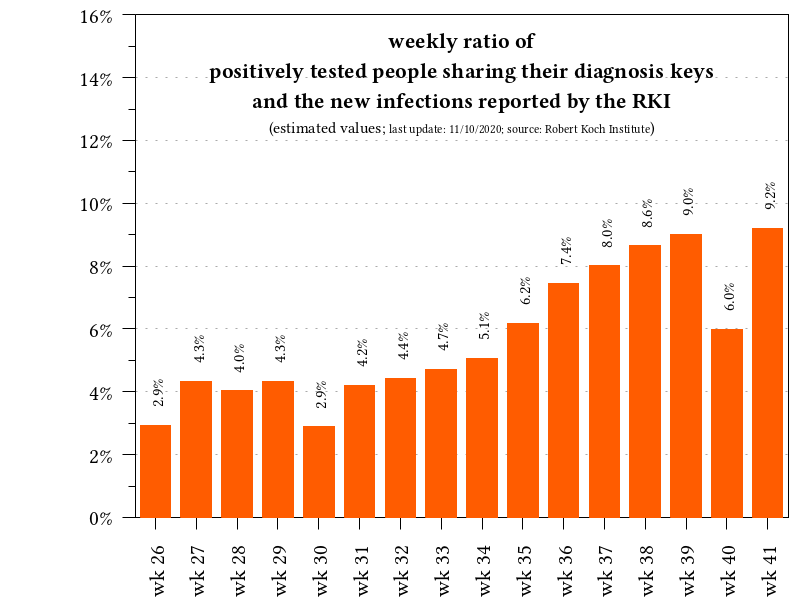 weekly ratio of
positively tested people sharing their diagnosis keys
and the new infections reported by the RKI
(estimated values; last update: 11/10/2020; source: Robert Koch Institute)
16%
14%
12%
10%
8%
6%
4%
2%
0%
2.9%
4.3%
4.0%
4.3%
2.9%
4.2%
4.4%
4.7%
5.1%
6.2%
7.4%
8.0%
8.6%
9.0%
6.0%
9.2%
wk 26
wk 27
wk 28
wk 29
wk 30
wk 31
wk 32
wk 33
wk 34
wk 35
wk 36
wk 37
wk 38
wk 39
wk 40
wk 41